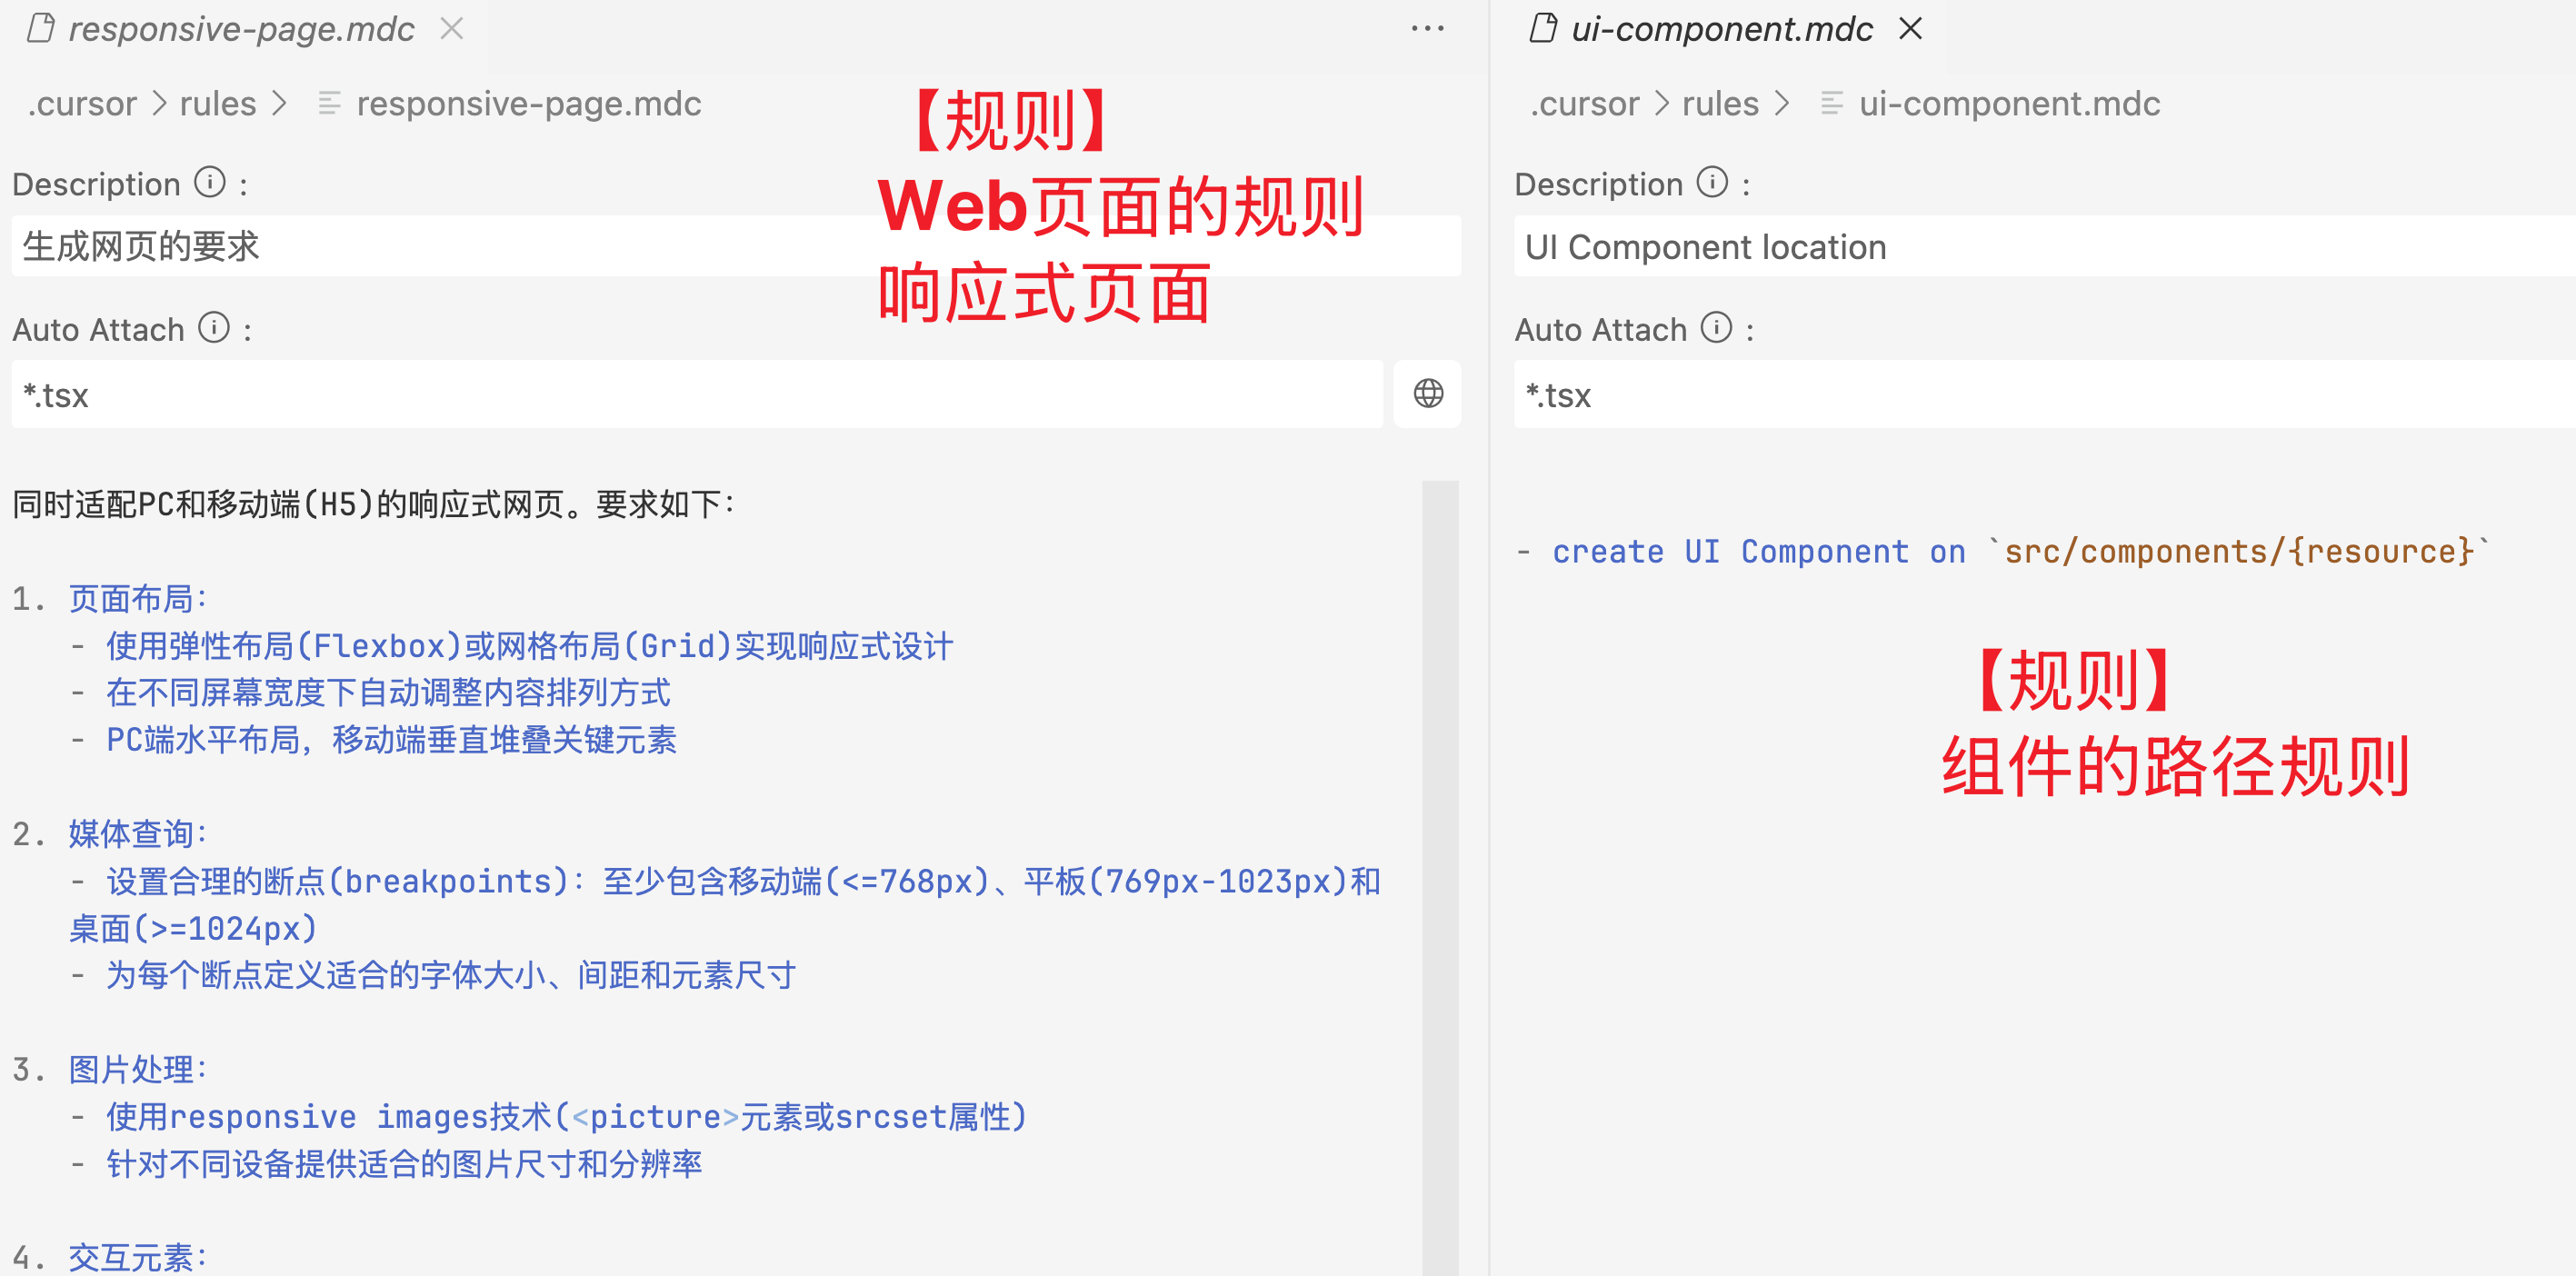 responsive-page.mdc
.cursor > rules > responsive-page.mdc
【规则】
Web页面的规则
响应式页面
Description :
生成网页的要求
Auto Attach :
*.tsx
同时适配PC和移动端(H5)的响应式网页。要求如下：
1. 页面布局：
- 使用弹性布局(Flexbox)或网格布局(Grid)实现响应式设计
- 在不同屏幕宽度下自动调整内容排列方式
- PC端水平布局，移动端垂直堆叠关键元素
2. 媒体查询：
- 设置合理的断点(breakpoints)：至少包含移动端(<=768px)、平板(769px-1023px)和
桌面(>=1024px)
- 为每个断点定义适合的字体大小、间距和元素尺寸
3. 图片处理：
- 使用responsive images技术(<picture>元素或srcset属性)
- 针对不同设备提供适合的图片尺寸和分辨率
4. 交互元素：
ui-component.mdc
.cursor > rules > ui-component.mdc
Description :
UI Component location
Auto Attach :
*.tsx
- create UI Component on `src/components/{resource}`
【规则】
组件的路径规则